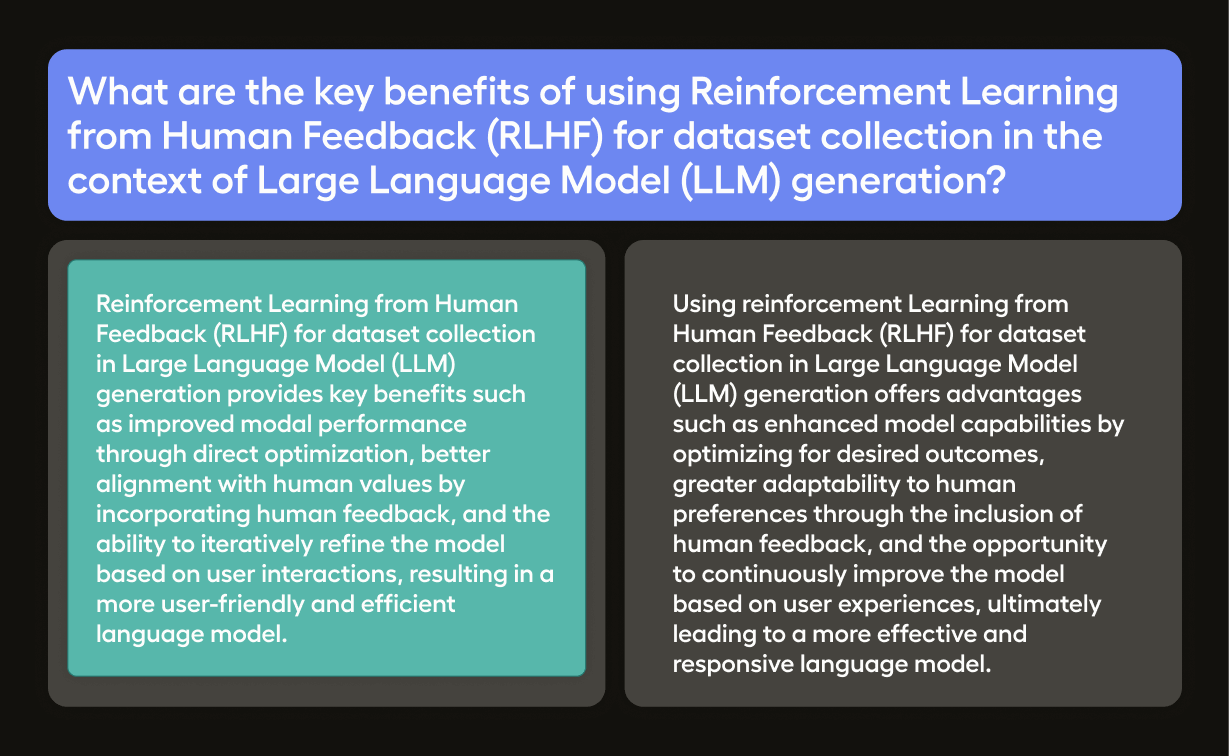 What are the key benefits of using Reinforcement Learning
from Human Feedback (RLHF) for dataset collection in the
context of Large Language Model (LLM) generation?
Reinforcement Learning from Human
Feedback (RLHF) for dataset collection
in Large Language Model (LLM)
generation provides key benefits such
as improved modal performance
through direct optimization, better
alignment with human values by
incorporating human feedback, and the
ability to iteratively refine the model
based on user interactions, resulting in a
more user-friendly and efficient
language model.
Using reinforcement Learning from
Human Feedback (RLHF) for dataset
collection in Large Language Model
(LLM) generation offers advantages
such as enhanced model capabilities by
optimizing for desired outcomes,
greater adaptability to human
preferences through the inclusion of
human feedback, and the opportunity
to continuously improve the model
based on user experiences, ultimately
leading to a more effective and
responsive language model.